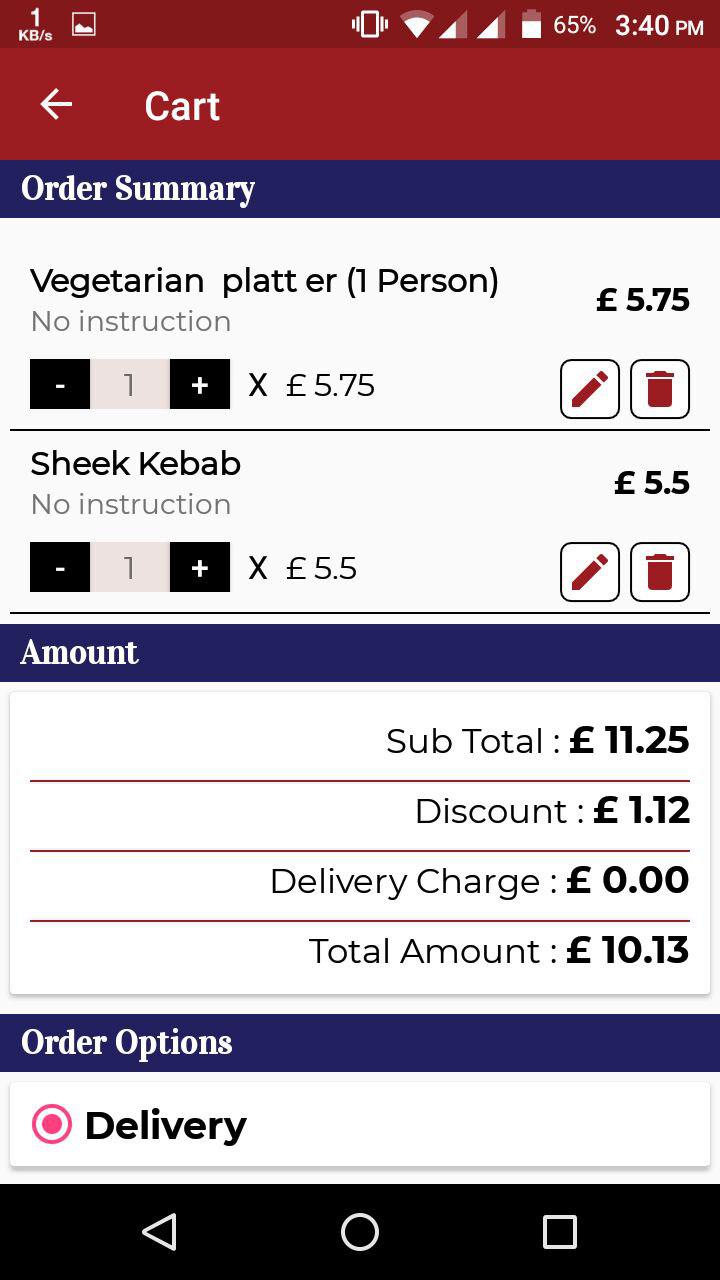 1
KB/s
65% 3:40 PM
Cart
Order Summary
Vegetarian  platt er (1 Person)
£ 5.75
No instruction
- 1 + X £ 5.75
Sheek Kebab
£ 5.5
No instruction
- 1 + X £ 5.5
Amount
Sub Total : £ 11.25
Discount : £ 1.12
Delivery Charge : £ 0.00
Total Amount : £ 10.13
Order Options
Delivery